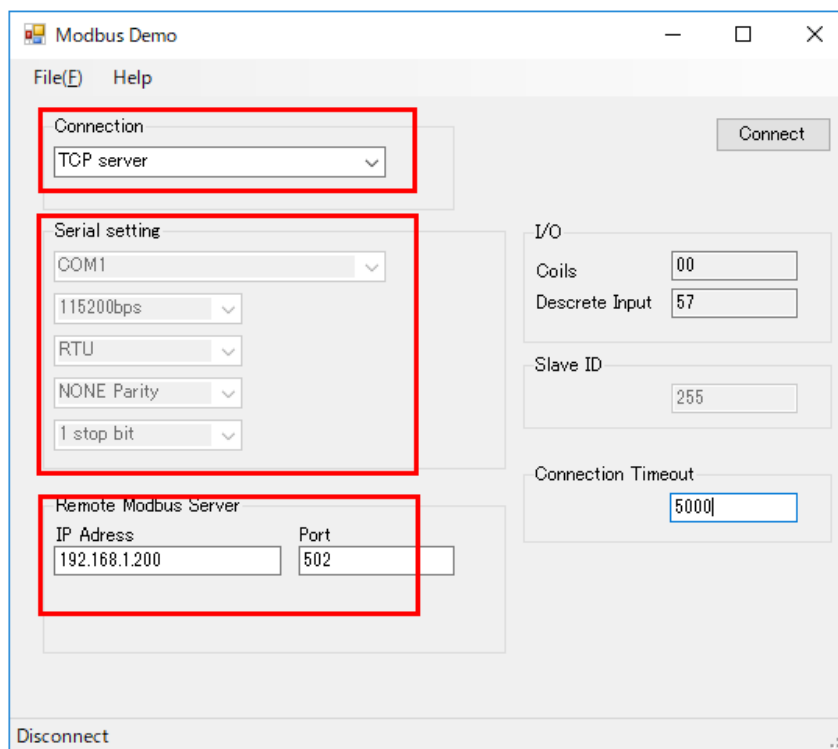 Modbus Demo
File(F) Help
Connection
TCP server
Connect
Serial setting
COM1
115200bps
RTU
NONE Parity
1 stop bit
I/O
Coils 00
Descrete Input 57
Slave ID
255
Connection Timeout
5000
Remote Modbus Server
IP Adress Port
192.168.1.200 502
Disconnect